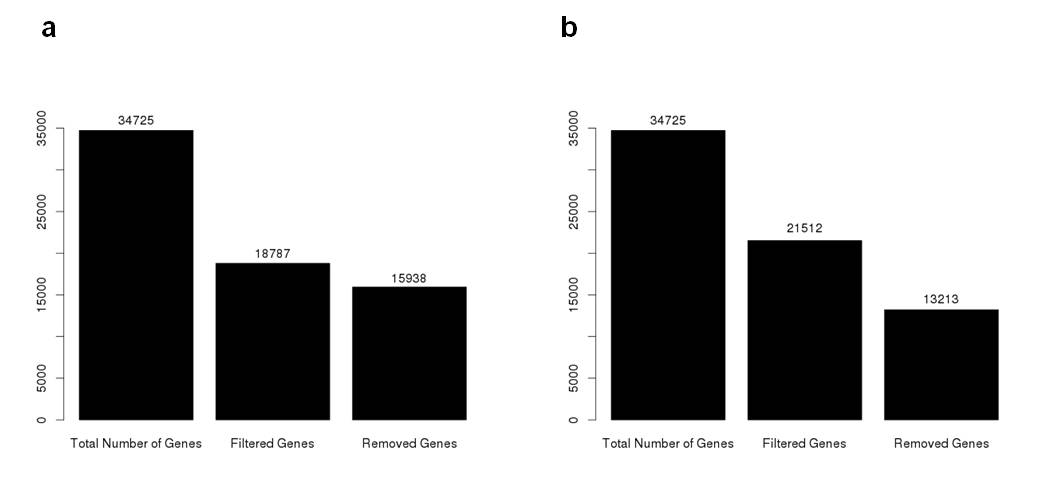 a
b
35000
25000
15000
5000
0
34725
18787
15938
Total Number of Genes
Filtered Genes
Removed Genes
35000
25000
15000
5000
0
34725
21512
13213
Total Number of Genes
Filtered Genes
Removed Genes